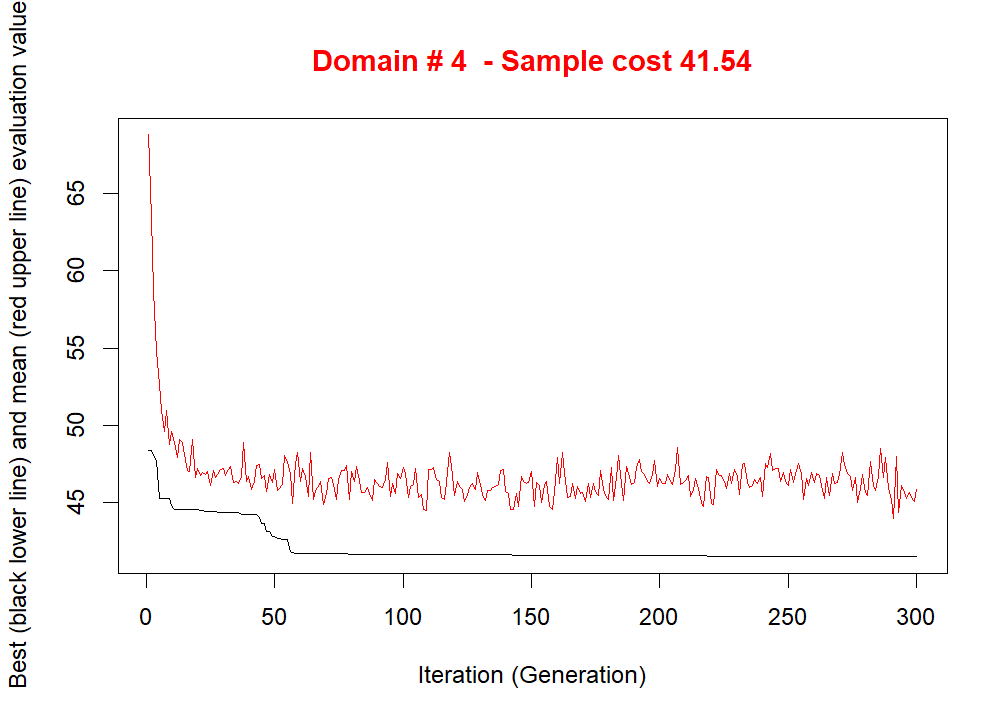 Domain # 4  - Sample cost 41.54
Best (black lower line) and mean (red upper line) evaluation value
65
60
55
50
45
0 50 100 150 200 250 300
Iteration (Generation)